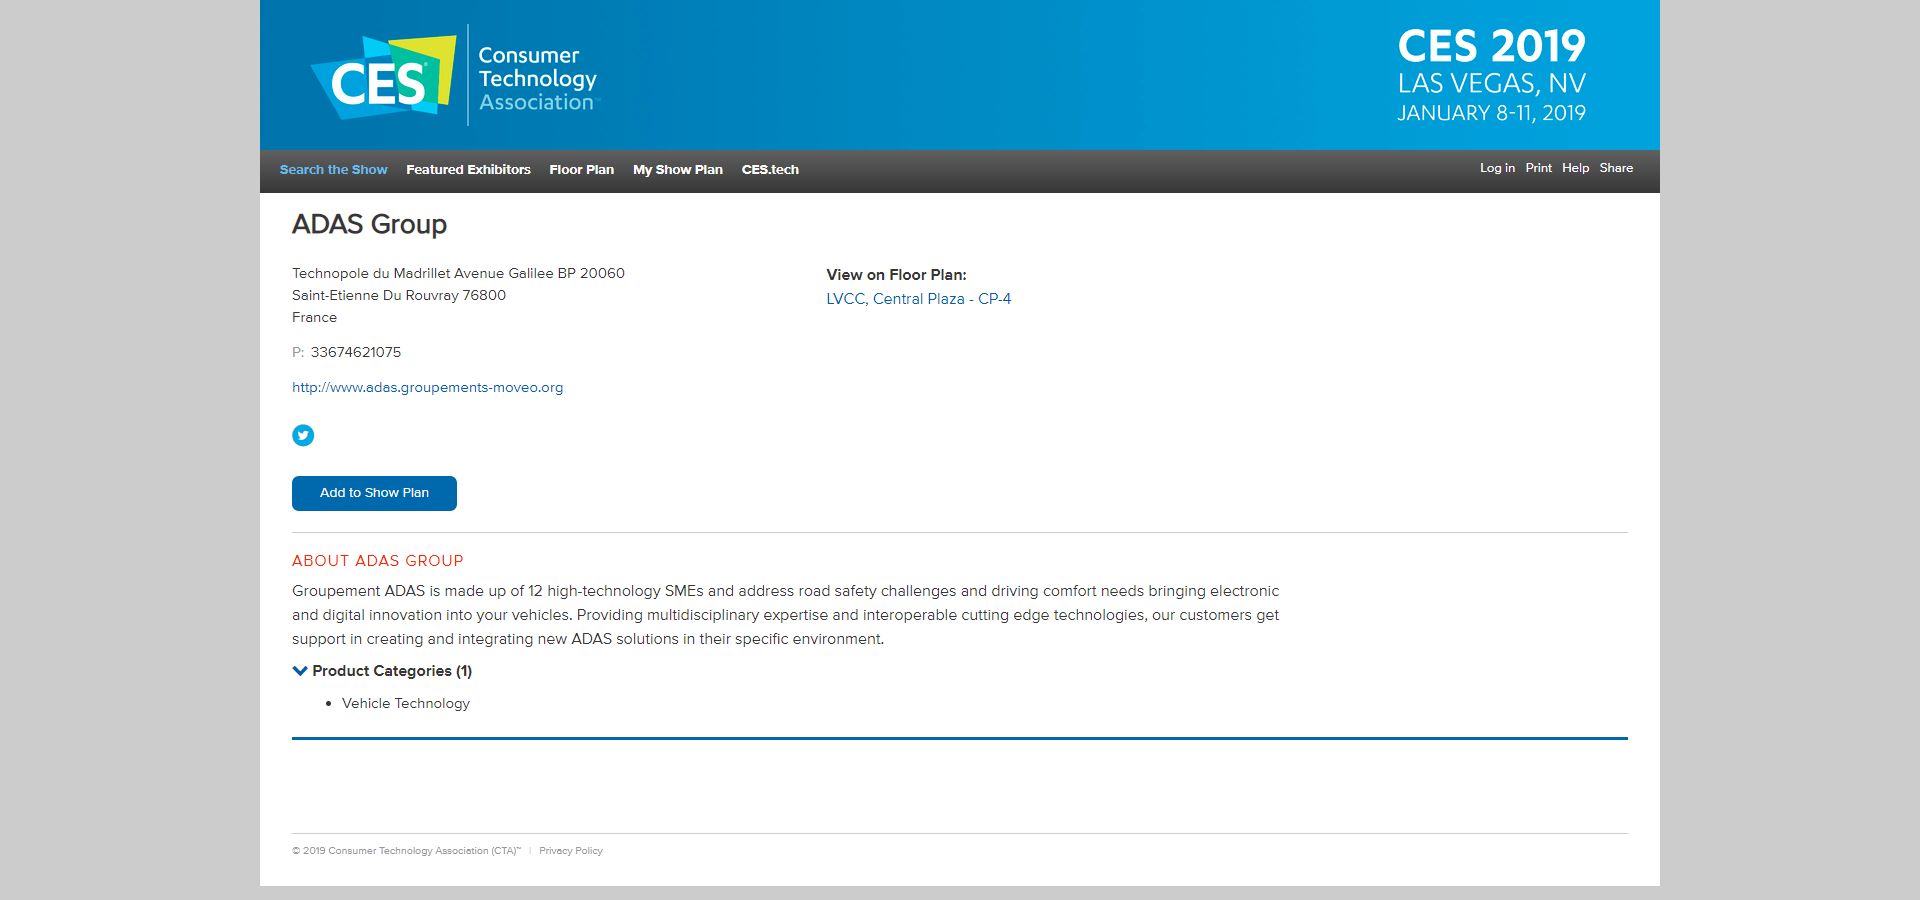 CES
Consumer
Technology
Association™
CES 2019
LAS VEGAS, NV
JANUARY 8-11, 2019
Search the Show Featured Exhibitors Floor Plan My Show Plan CES.tech
Log in Print Help Share
ADAS Group
Technopole du Madrillet Avenue Galilee BP 20060
Saint-Etienne Du Rouvray 76800
France
P: 33674621075
http://www.adas.groupements-moveo.org
View on Floor Plan:
LVCC, Central Plaza - CP-4
Add to Show Plan
ABOUT ADAS GROUP
Groupement ADAS is made up of 12 high-technology SMEs and address road safety challenges and driving comfort needs bringing electronic
and digital innovation into your vehicles. Providing multidisciplinary expertise and interoperable cutting edge technologies, our customers get
support in creating and integrating new ADAS solutions in their specific environment.
Product Categories (1)
• Vehicle Technology
© 2019 Consumer Technology Association (CTA)™ | Privacy Policy